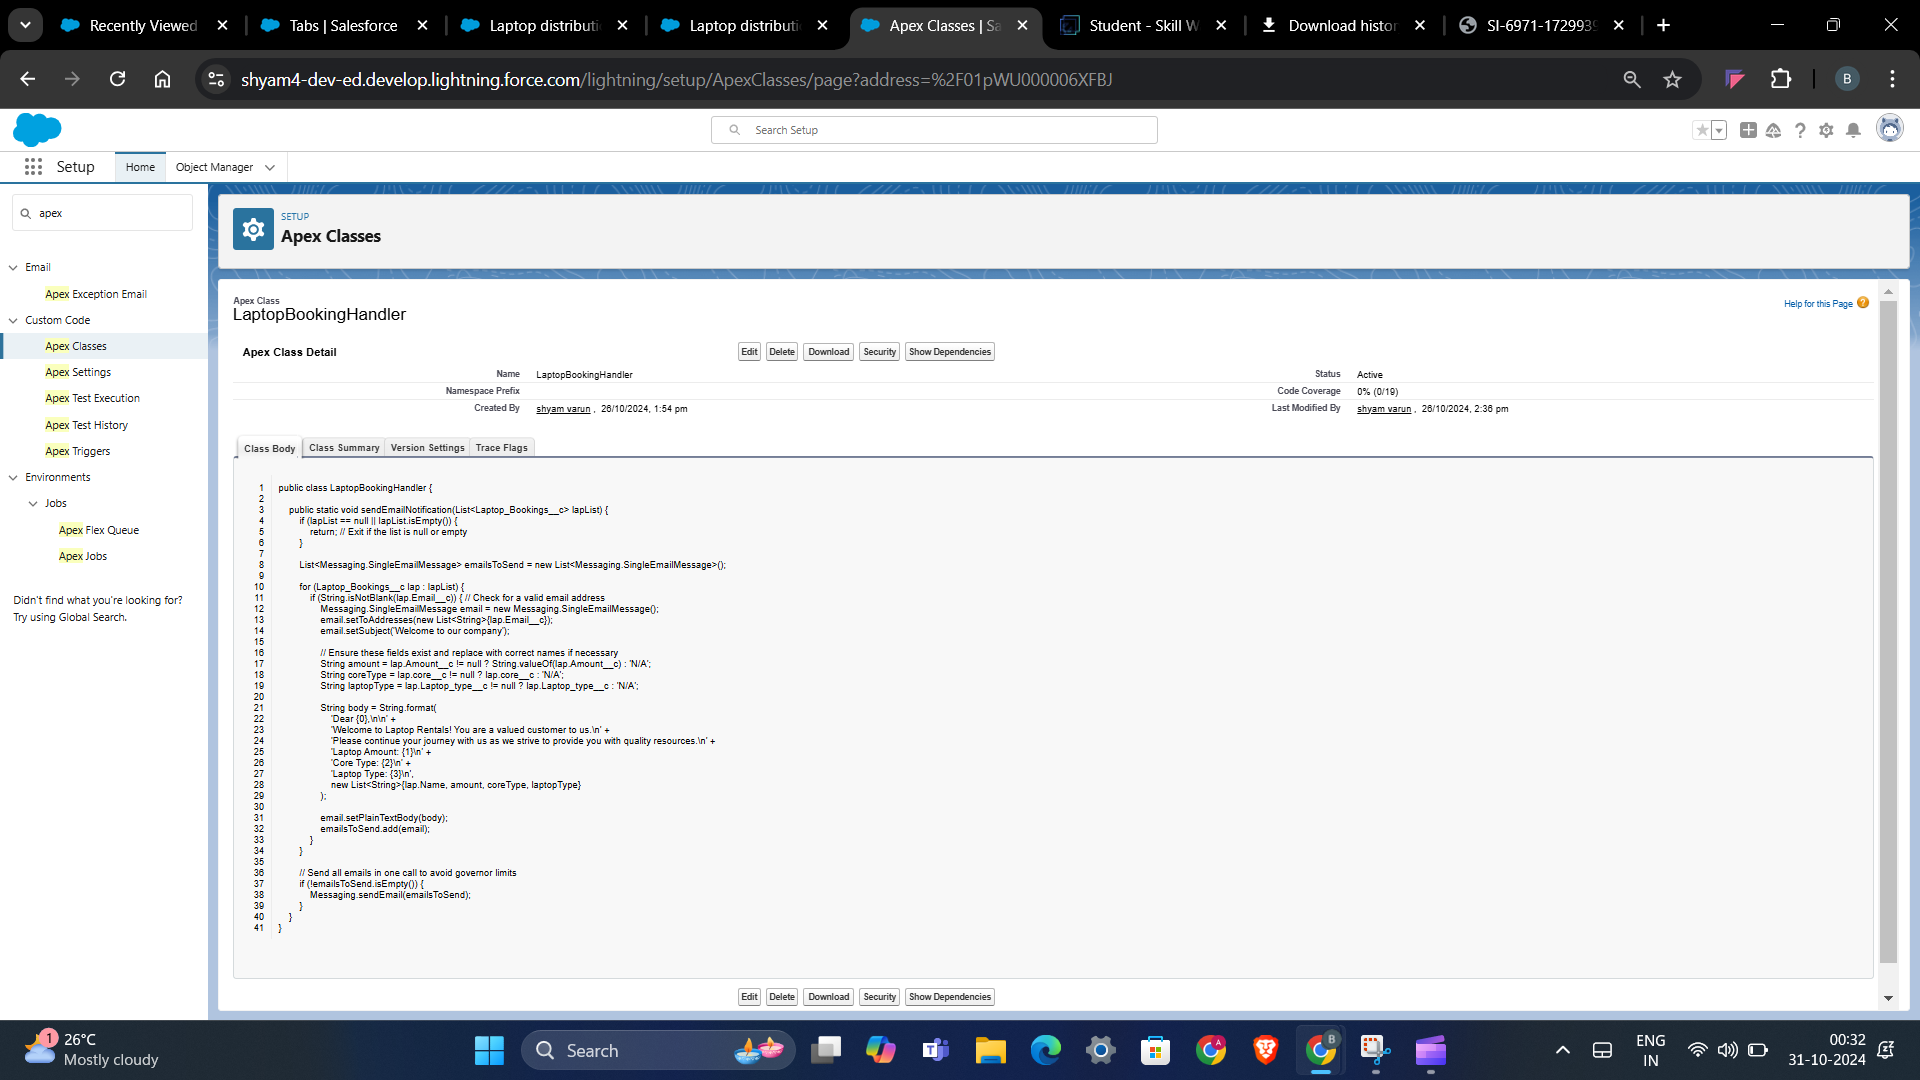 Recently Viewed
Tabs | Salesforce
Laptop distributi
Laptop distributi
Apex Classes | Sa
Student - Skill W
Download histor
SI-6971-1729939
shyam4-dev-ed.develop.lightning.force.com/lightning/setup/ApexClasses/page?address=%2F01pWU000006XFBJ
B
Search Setup
Setup
Home
Object Manager
apex
Email
Apex Exception Email
Custom Code
Apex Classes
Apex Settings
Apex Test Execution
Apex Test History
Apex Triggers
Environments
Jobs
Apex Flex Queue
Apex Jobs
Didn't find what you're looking for?
Try using Global Search.
SETUP
Apex Classes
Apex Class
LaptopBookingHandler
Help for this Page
Apex Class Detail
Edit Delete Download Security Show Dependencies
Name LaptopBookingHandler Status Active
Namespace Prefix Code Coverage 0% (0/19)
Created By shyam varun , 26/10/2024, 1:54 pm Last Modified By shyam varun , 26/10/2024, 2:36 pm
Class Body Class Summary Version Settings Trace Flags
1 public class LaptopBookingHandler {
2
3 public static void sendEmailNotification(List<Laptop_Bookings__c> lapList) {
4 if (lapList == null || lapList.isEmpty()) {
5 return; // Exit if the list is null or empty
6 }
7
8 List<Messaging.SingleEmailMessage> emailsToSend = new List<Messaging.SingleEmailMessage>();
9
10 for (Laptop_Bookings__c lap : lapList) {
11 if (String.isNotBlank(lap.Email__c)) { // Check for a valid email address
12 Messaging.SingleEmailMessage email = new Messaging.SingleEmailMessage();
13 email.setToAddresses(new List<String>{lap.Email__c});
14 email.setSubject('Welcome to our company');
15
16 // Ensure these fields exist and replace with correct names if necessary
17 String amount = lap.Amount__c != null ? String.valueOf(lap.Amount__c) : 'N/A';
18 String coreType = lap.core__c != null ? lap.core__c : 'N/A';
19 String laptopType = lap.Laptop_type__c != null ? lap.Laptop_type__c : 'N/A';
20
21 String body = String.format(
22 'Dear {0},\n\n' +
23 'Welcome to Laptop Rentals! You are a valued customer to us.\n' +
24 'Please continue your journey with us as we strive to provide you with quality resources.\n' +
25 'Laptop Amount: {1}\n' +
26 'Core Type: {2}\n' +
27 'Laptop Type: {3}\n',
28 new List<String>{lap.Name, amount, coreType, laptopType}
29 );
30
31 email.setPlainTextBody(body);
32 emailsToSend.add(email);
33 }
34 }
35
36 // Send all emails in one call to avoid governor limits
37 if (!emailsToSend.isEmpty()) {
38 Messaging.sendEmail(emailsToSend);
39 }
40 }
41 }
Edit Delete Download Security Show Dependencies
1
26°C
Mostly cloudy
Search
ENG
IN
00:32
31-10-2024